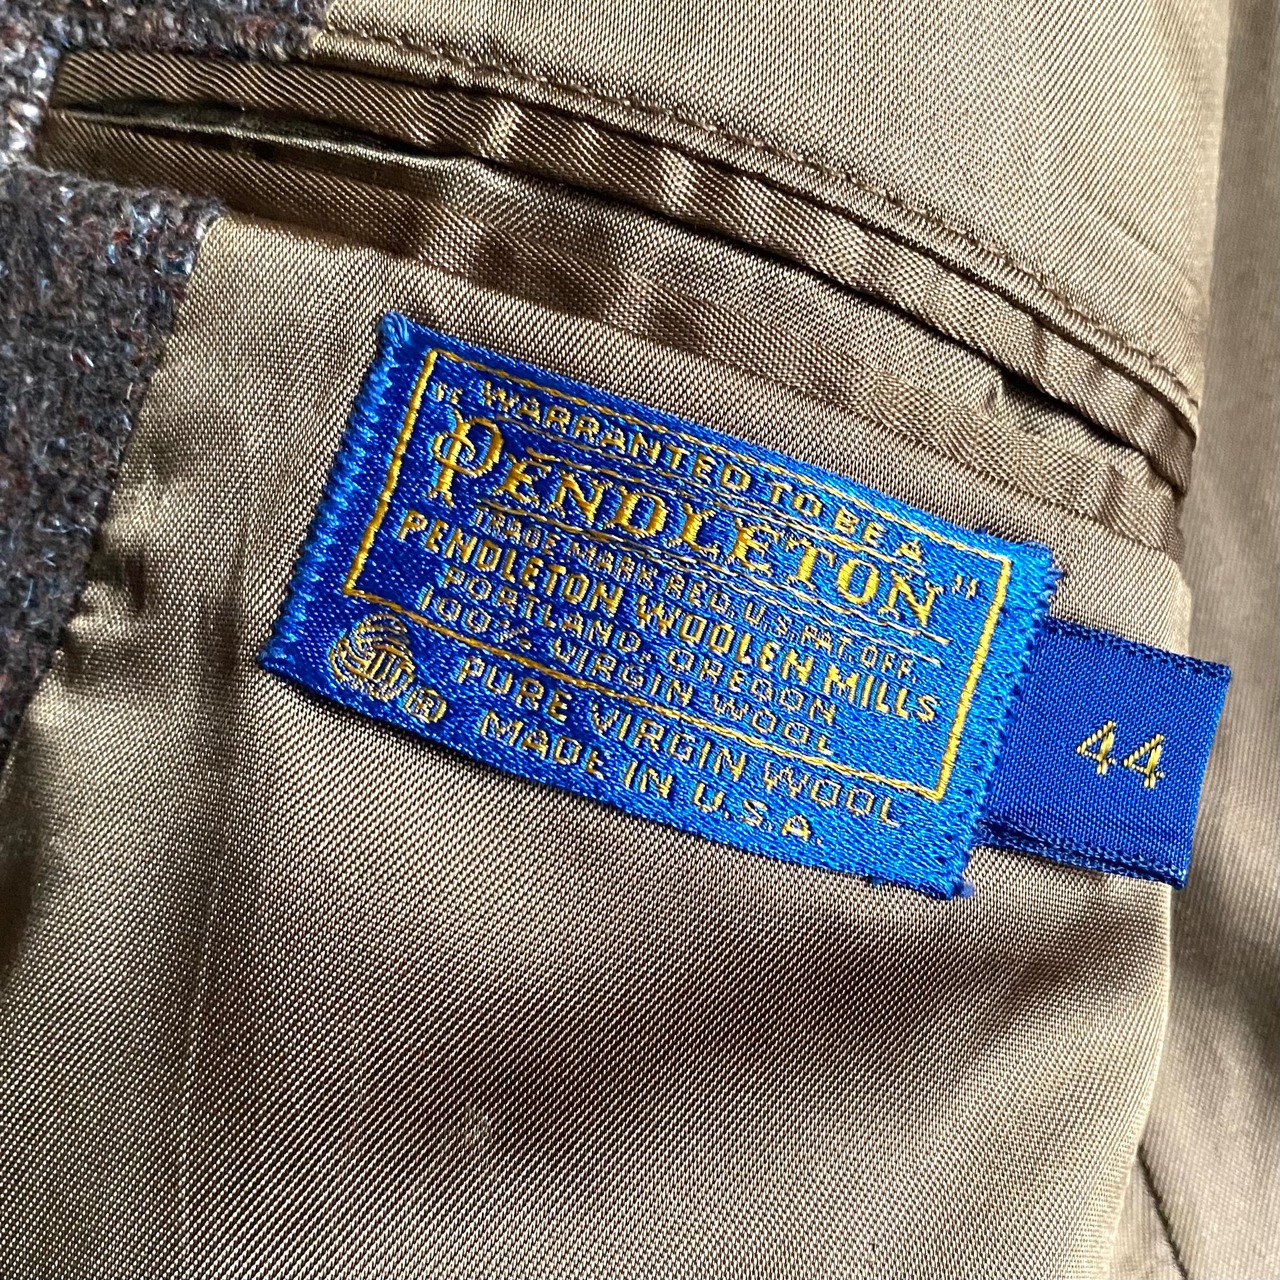 "WARRANTED TO BE A
PENDLETON"
TRADE MARK REG. U.S. PAT. OFF.
PENDLETON WOOLEN MILLS
PORTLAND, OREGON
100% VIRGIN WOOL
PURE VIRGIN WOOL
® MADE IN U.S.A.
44